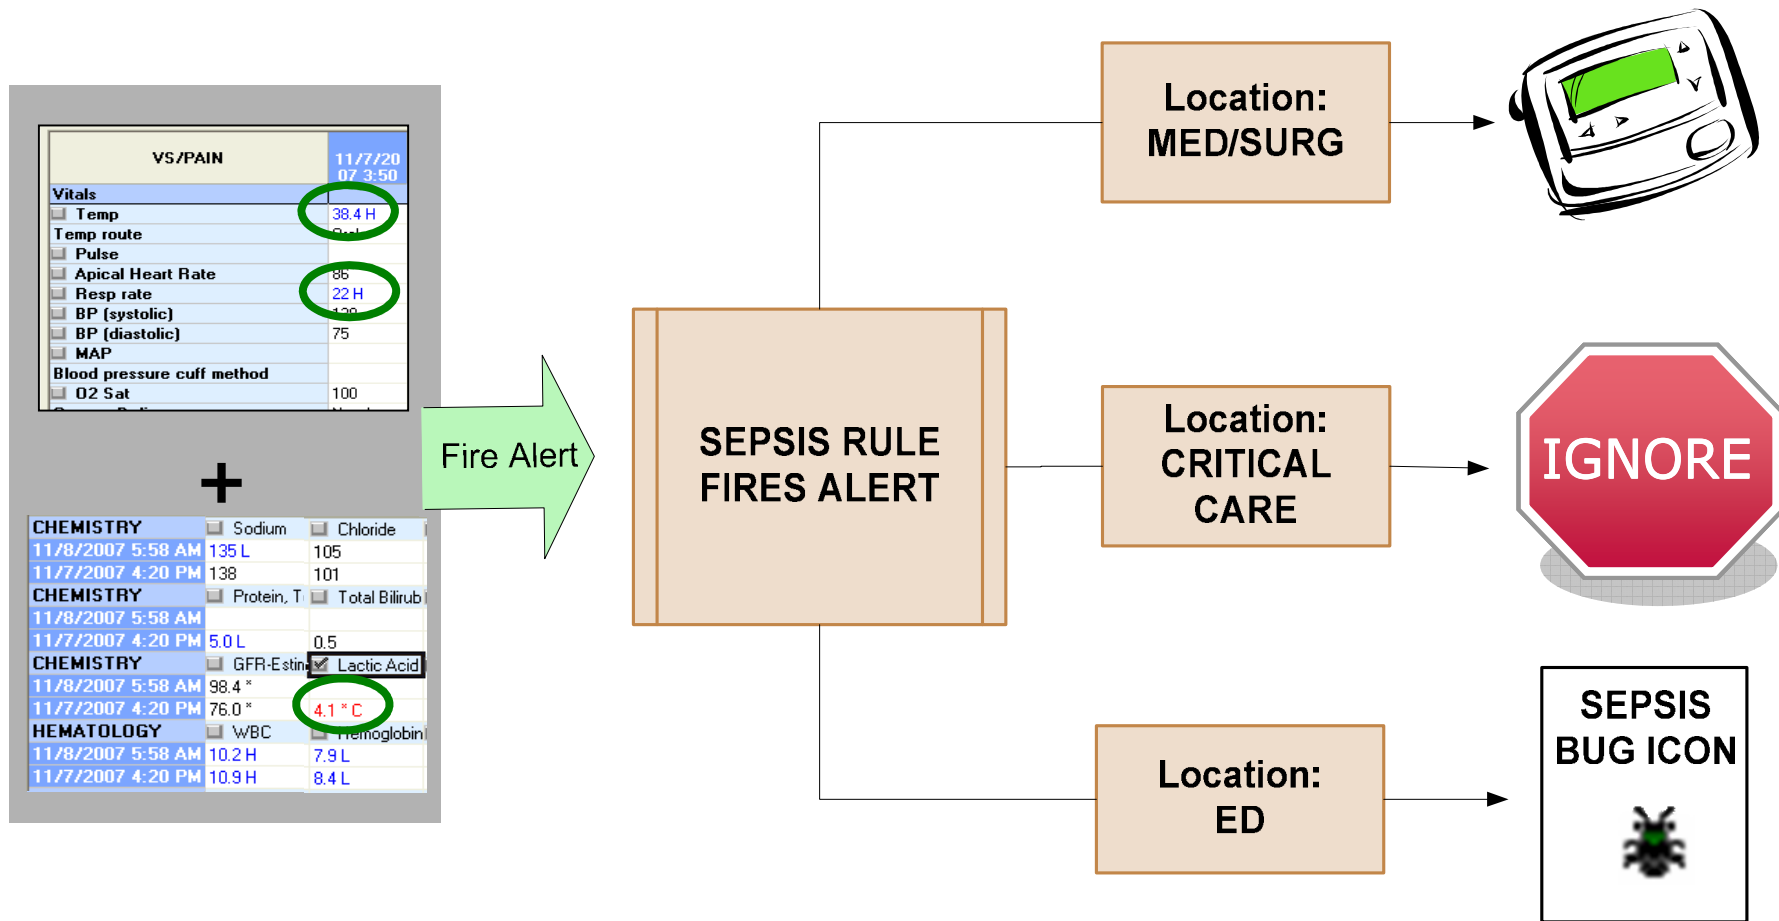 VS/PAIN
11/7/20
07 3:50
Vitals
Temp 38.4 H
Temp route
Pulse
Apical Heart Rate 86
Resp rate 22 H
BP (systolic)
BP (diastolic) 75
MAP
Blood pressure cuff method
O2 Sat 100
+
CHEMISTRY Sodium Chloride
11/8/2007 5:58 AM 135 L 105
11/7/2007 4:20 PM 138 101
CHEMISTRY Protein, T Total Bilirub
11/8/2007 5:58 AM
11/7/2007 4:20 PM 5.0 L 0.5
CHEMISTRY GFR-Estim Lactic Acid
11/8/2007 5:58 AM 98.4 *
11/7/2007 4:20 PM 76.0 * 4.1 * C
HEMATOLOGY WBC Hemoglobin
11/8/2007 5:58 AM 10.2 H 7.9 L
11/7/2007 4:20 PM 10.9 H 8.4 L
Fire Alert
SEPSIS RULE
FIRES ALERT
Location:
MED/SURG
Location:
CRITICAL
CARE
IGNORE
Location:
ED
SEPSIS
BUG ICON